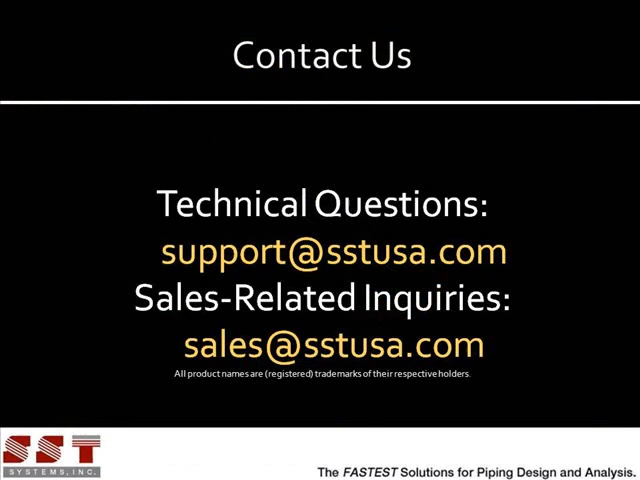 Contact Us
Technical Questions:
support@sstusa.com
Sales-Related Inquiries:
sales@sstusa.com
All product names are (registered) trademarks of their respective holders.
SST
SYSTEMS, INC.
The FASTEST Solutions for Piping Design and Analysis.